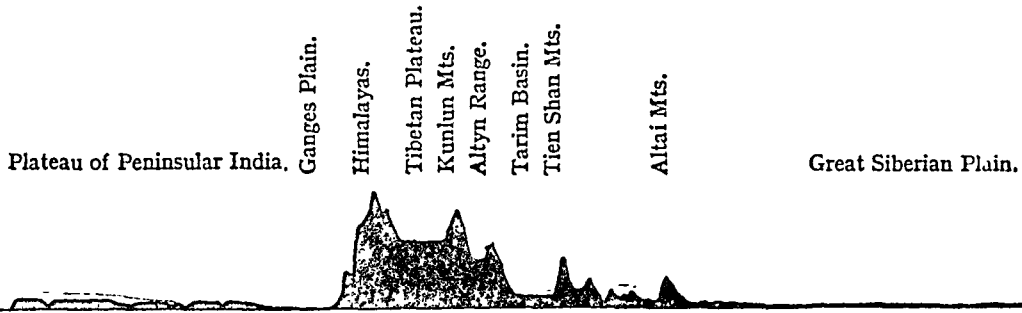 Plateau of Peninsular India.
Ganges Plain.
Himalayas.
Tibetan Plateau.
Kunlun Mts.
Altyn Range.
Tarim Basin.
Tien Shan Mts.
Altai Mts.
Great Siberian Plain.